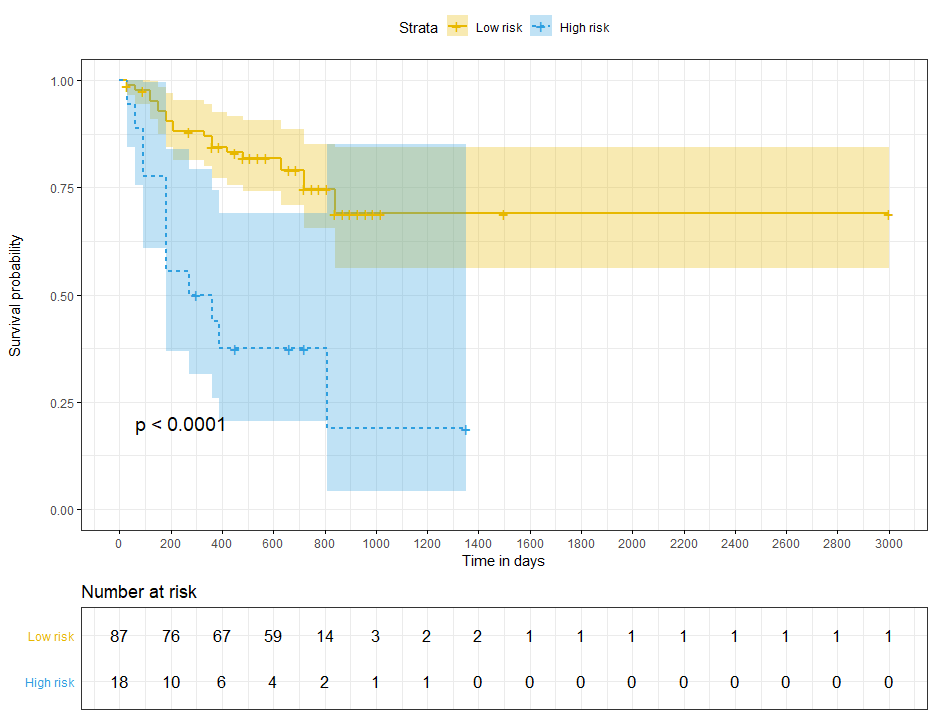 Strata Low risk High risk
1.00
0.75
Survival probability
0.50
0.25
p < 0.0001
0.00
0 200 400 600 800 1000 1200 1400 1600 1800 2000 2200 2400 2600 2800 3000
Time in days
Number at risk
Low risk 87 76 67 59 14 3 2 2 1 1 1 1 1 1 1 1
High risk 18 10 6 4 2 1 1 0 0 0 0 0 0 0 0 0